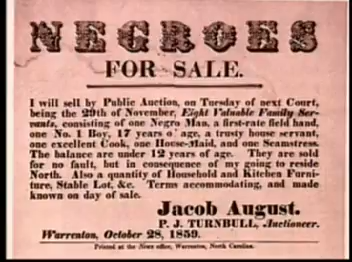 NEGROES
FOR SALE.
I will sell by Public Auction, on Tuesday of next Court,
being the 29th of November, Eight Valuable Family Ser-
vants, consisting of one Negro Man, a first-rate field hand,
one No. 1 Boy, 17 years o' age, a trusty house servant,
one excellent Cook, one House-Maid, and one Seamstress.
The balance are under 12 years of age. They are sold
for no fault, but in consequence of my going to reside
North. Also a quantity of Household and Kitchen Furni-
ture, Stable Lot, &c. Terms accommodating, and made
known on day of sale.
Jacob August.
P. J. TURNBULL, Auctioneer.
Warrenton, October 28, 1859.
Printed at the News office, Warrenton, North Carolina.